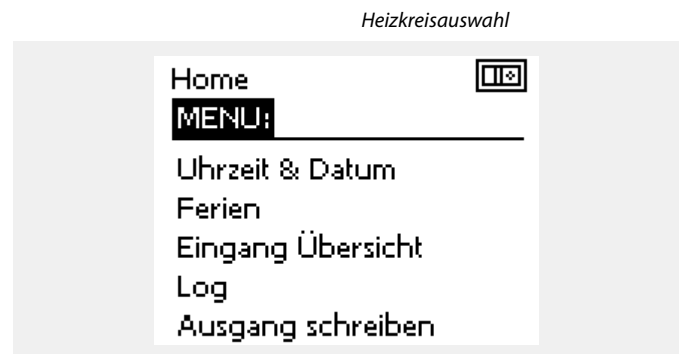 Heizkreisauswahl
Home
MENU:
Uhrzeit & Datum
Ferien
Eingang Übersicht
Log
Ausgang schreiben